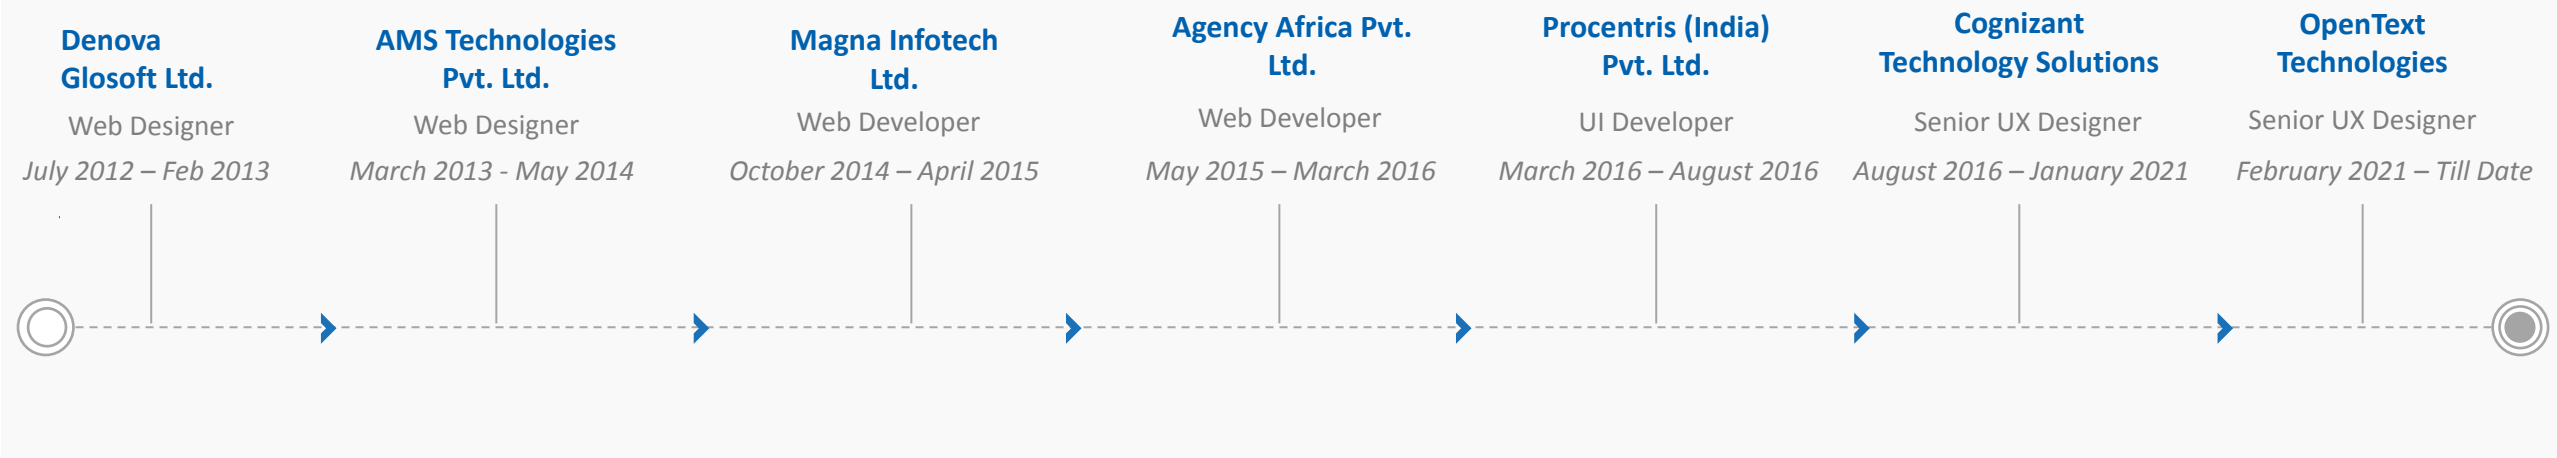 Denova
Glosoft Ltd.
Web Designer
July 2012 – Feb 2013
AMS Technologies
Pvt. Ltd.
Web Designer
March 2013 - May 2014
Magna Infotech
Ltd.
Web Developer
October 2014 – April 2015
Agency Africa Pvt.
Ltd.
Web Developer
May 2015 – March 2016
Procentris (India)
Pvt. Ltd.
UI Developer
March 2016 – August 2016
Cognizant
Technology Solutions
Senior UX Designer
August 2016 – January 2021
OpenText
Technologies
Senior UX Designer
February 2021 – Till Date